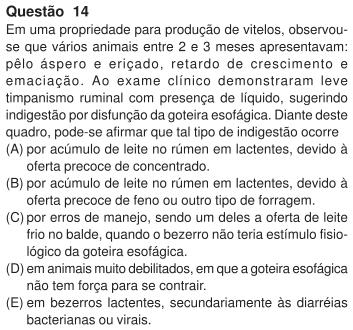 Questão 14
Em uma propriedade para produção de vitelos, observou-
se que vários animais entre 2 e 3 meses apresentavam:
pêlo áspero e eriçado, retardo de crescimento e
emaciação. Ao exame clínico demonstraram leve
timpanismo ruminal com presença de líquido, sugerindo
indigestão por disfunção da goteira esofágica. Diante deste
quadro, pode-se afirmar que tal tipo de indigestão ocorre
(A) por acúmulo de leite no rúmen em lactentes, devido à
oferta precoce de concentrado.
(B) por acúmulo de leite no rúmen em lactentes, devido à
oferta precoce de feno ou outro tipo de forragem.
(C) por erros de manejo, sendo um deles a oferta de leite
frio no balde, quando o bezerro não teria estímulo fisio-
lógico da goteira esofágica.
(D) em animais muito debilitados, em que a goteira esofágica
não tem força para se contrair.
(E) em bezerros lactentes, secundariamente às diarréias
bacterianas ou virais.